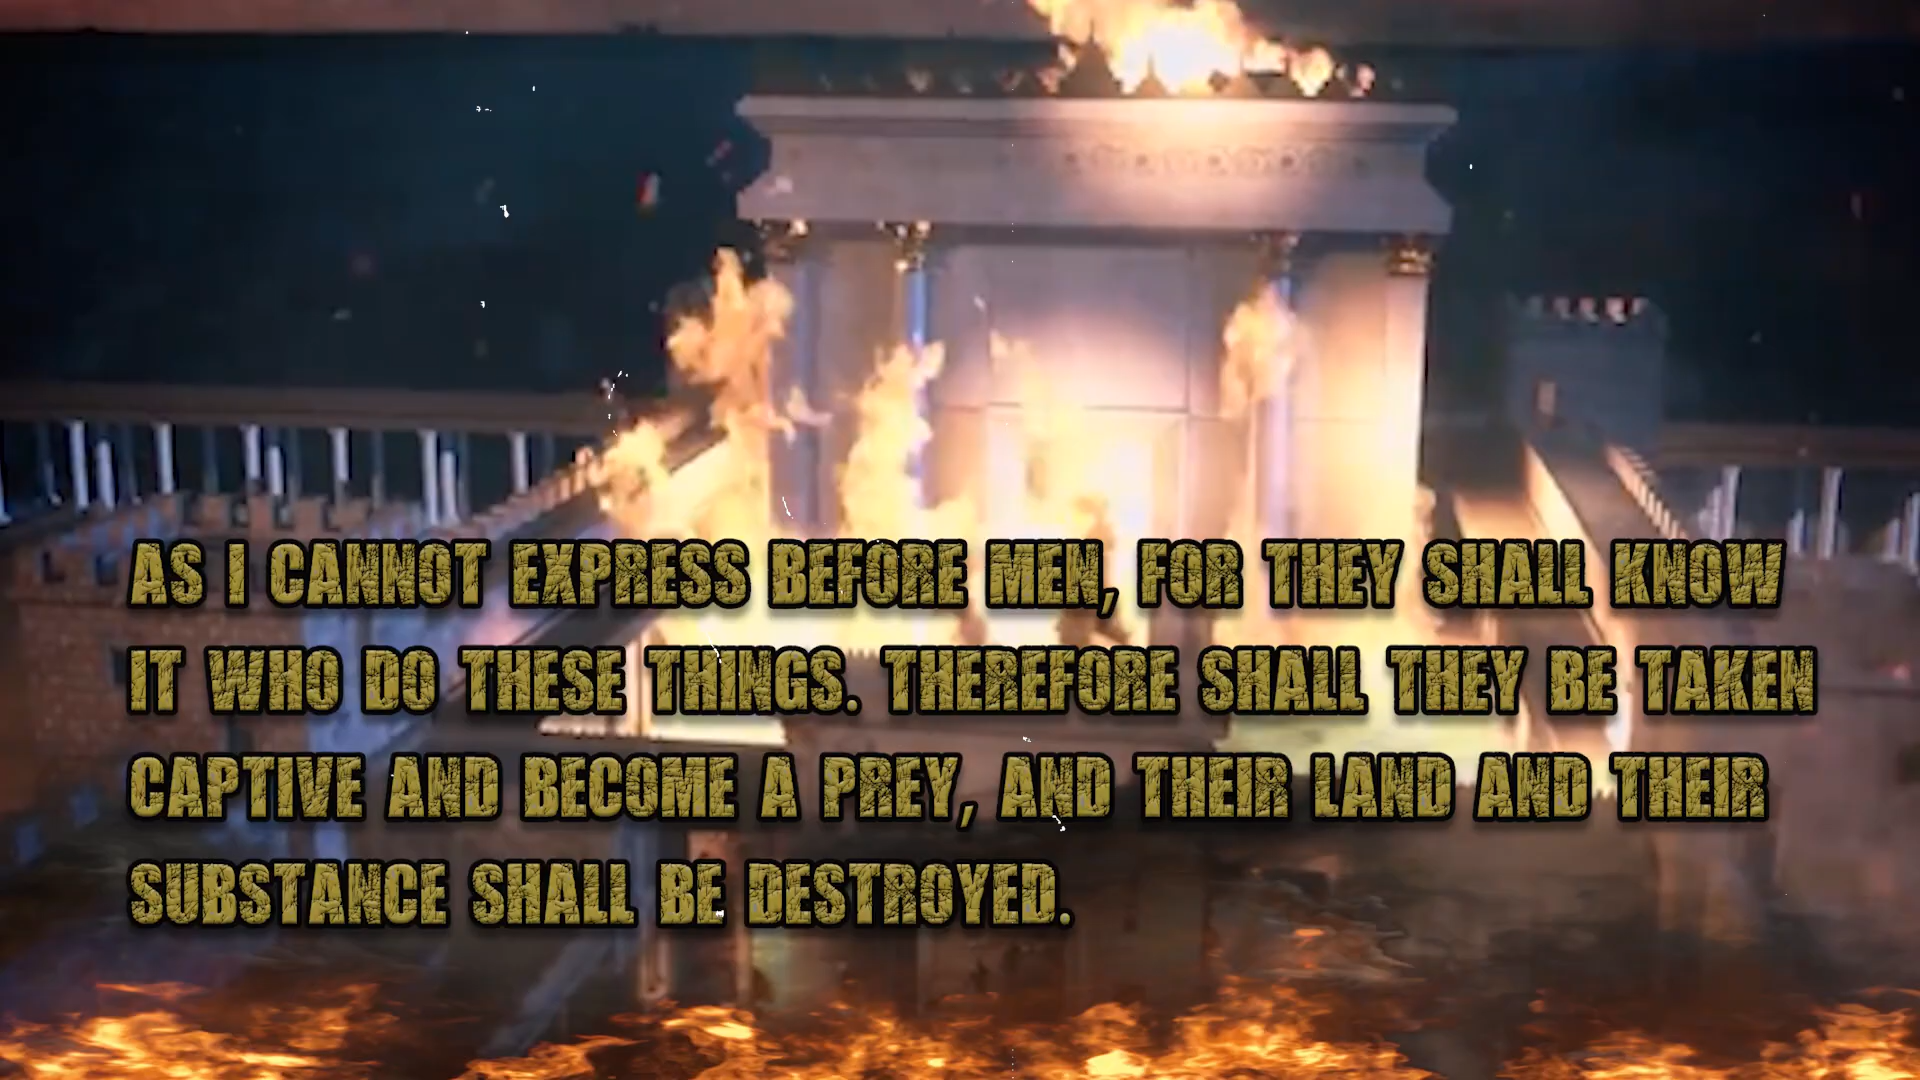 AS I CANNOT EXPRESS BEFORE MEN, FOR THEY SHALL KNOW
IT WHO DO THESE THINGS. THEREFORE SHALL THEY BE TAKEN
CAPTIVE AND BECOME A PREY, AND THEIR LAND AND THEIR
SUBSTANCE SHALL BE DESTROYED.